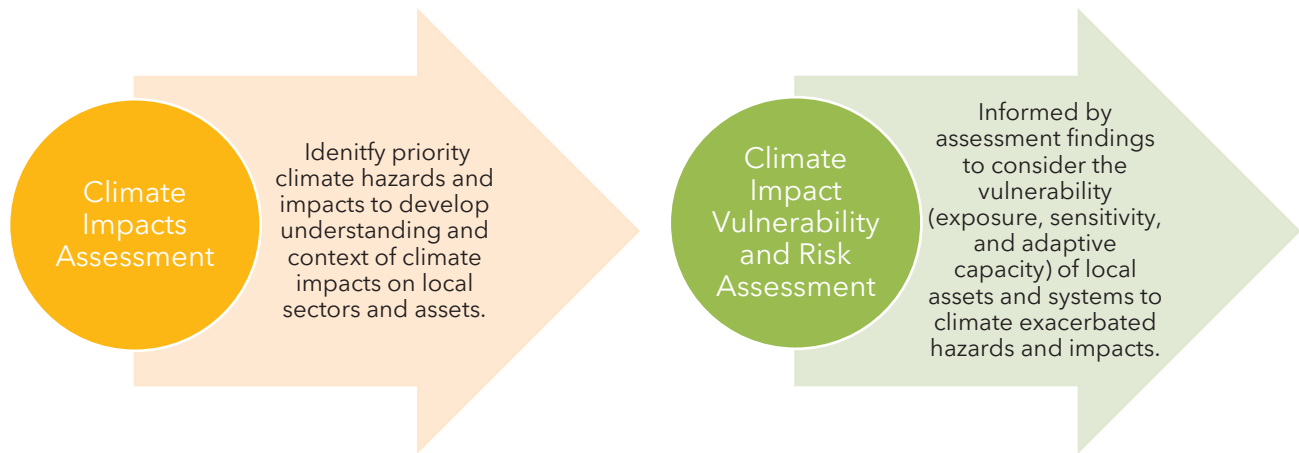 Climate
Impacts
Assessment
Idenitfy priority
climate hazards and
impacts to develop
understanding and
context of climate
impacts on local
sectors and assets.
Climate
Impact
Vulnerability
and Risk
Assessment
Informed by
assessment findings
to consider the
vulnerability
(exposure, sensitivity,
and adaptive
capacity) of local
assets and systems to
climate exacerbated
hazards and impacts.